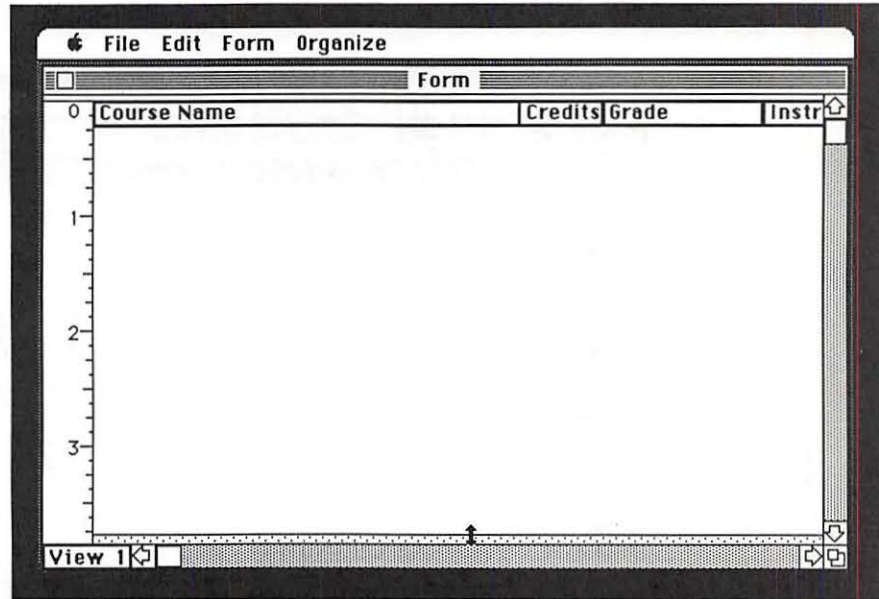 File Edit Form Organize
Form
0 Course Name Credits Grade Instr
1
2
3
View 1